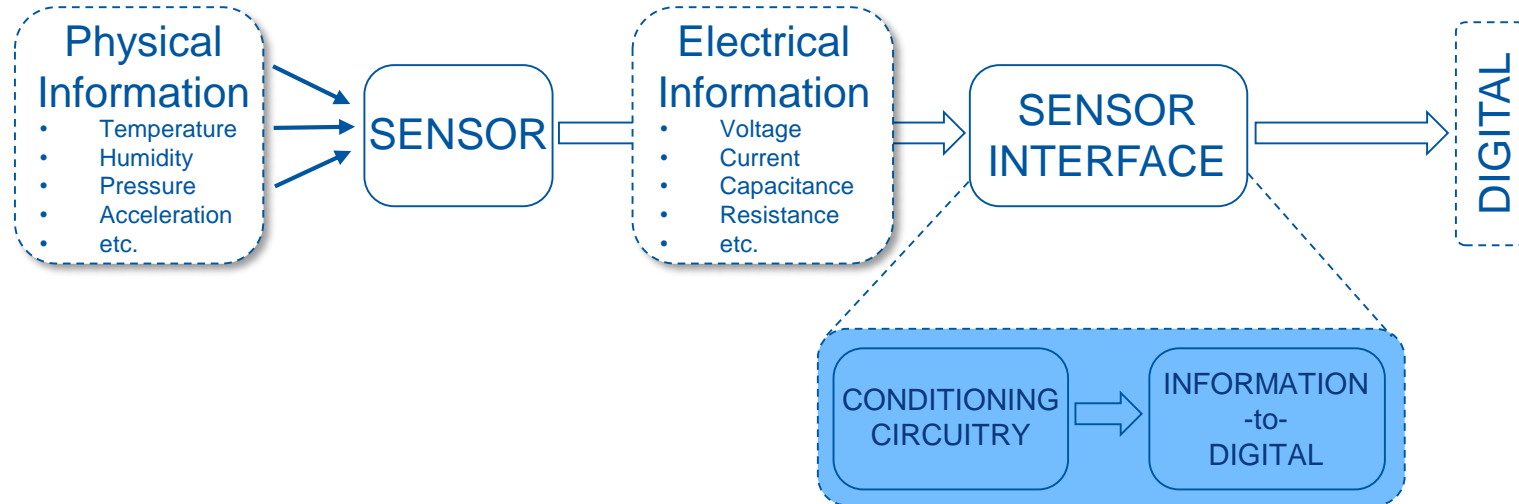 Physical
Information
• Temperature
• Humidity
• Pressure
• Acceleration
• etc.
SENSOR
Electrical
Information
• Voltage
• Current
• Capacitance
• Resistance
• etc.
SENSOR
INTERFACE
DIGITAL
CONDITIONING
CIRCUITRY
INFORMATION
-to-
DIGITAL